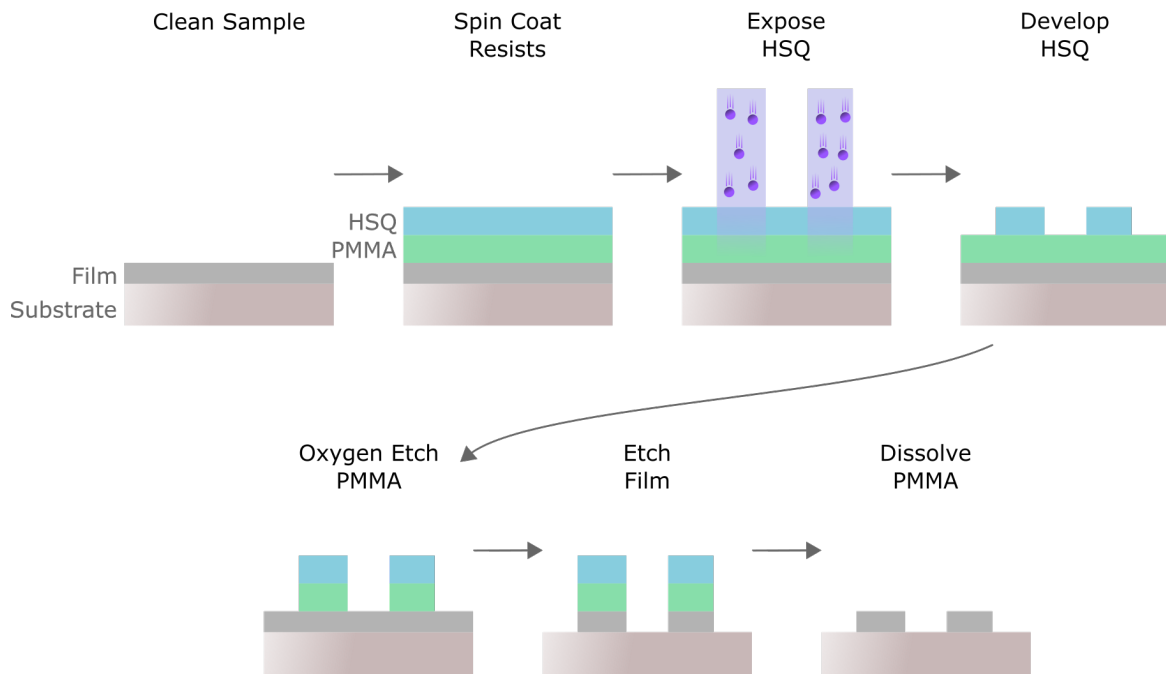 Clean Sample
Spin Coat
Resists
Expose
HSQ
Develop
HSQ
HSQ
PMMA
Film
Substrate
Oxygen Etch
PMMA
Etch
Film
Dissolve
PMMA